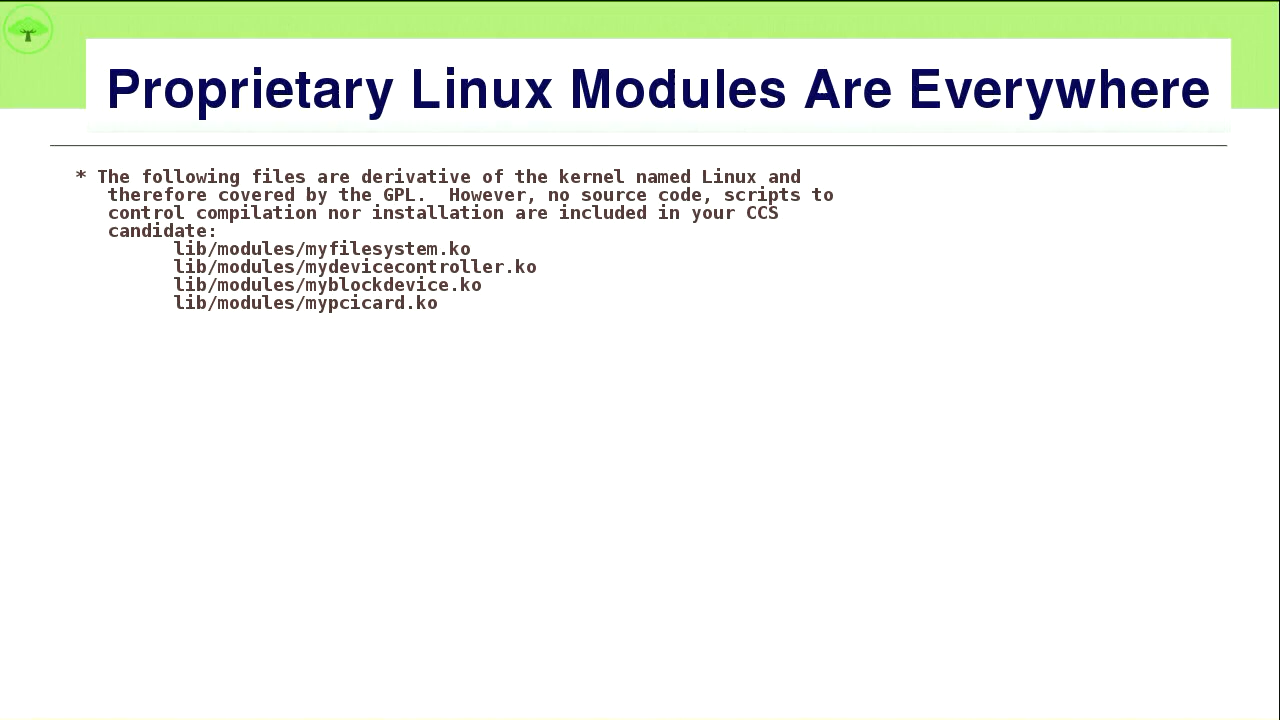 Proprietary Linux Modules Are Everywhere
* The following files are derivative of the kernel named Linux and
therefore covered by the GPL.  However, no source code, scripts to
control compilation nor installation are included in your CCS
candidate:
lib/modules/myfilesystem.ko
lib/modules/mydevicecontroller.ko
lib/modules/myblockdevice.ko
lib/modules/mypcicard.ko